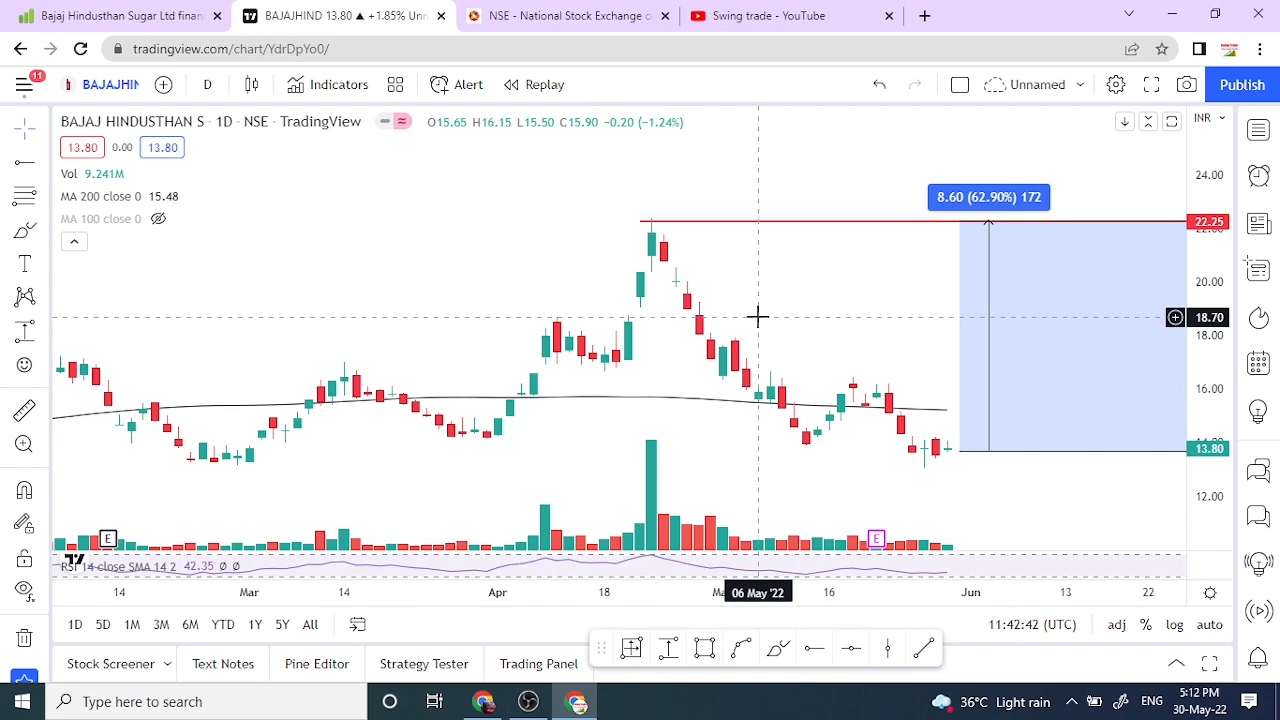 Bajaj Hindusthan Sugar Ltd financ
BAJAJHIND 13.80 ▲ +1.85% Unn
NSE - National Stock Exchange o
Swing trade - YouTube
tradingview.com/chart/YdrDpYo0/
11
BAJAJHIN
D
Indicators
Alert
Replay
Unnamed
Publish
BAJAJ HINDUSTHAN S · 1D · NSE · TradingView
O15.65 H16.15 L15.50 C15.90 −0.20 (−1.24%)
INR
13.80 0.00 13.80
Vol 9.241M
MA 200 close 0 15.48
MA 100 close 0
8.60 (62.90%) 172
24.00
22.25
20.00
18.70
18.00
16.00
13.80
12.00
E
E
RSI 14 close SMA 14 2 42.35 Ø Ø
14
Mar
14
Apr
18
06 May '22
16
Jun
13
22
1D 5D 1M 3M 6M YTD 1Y 5Y All
11:42:42 (UTC)
adj % log auto
Stock Screener
Text Notes
Pine Editor
Strategy Tester
Trading Panel
Type here to search
36°C Light rain
ENG
5:12 PM
30-May-22